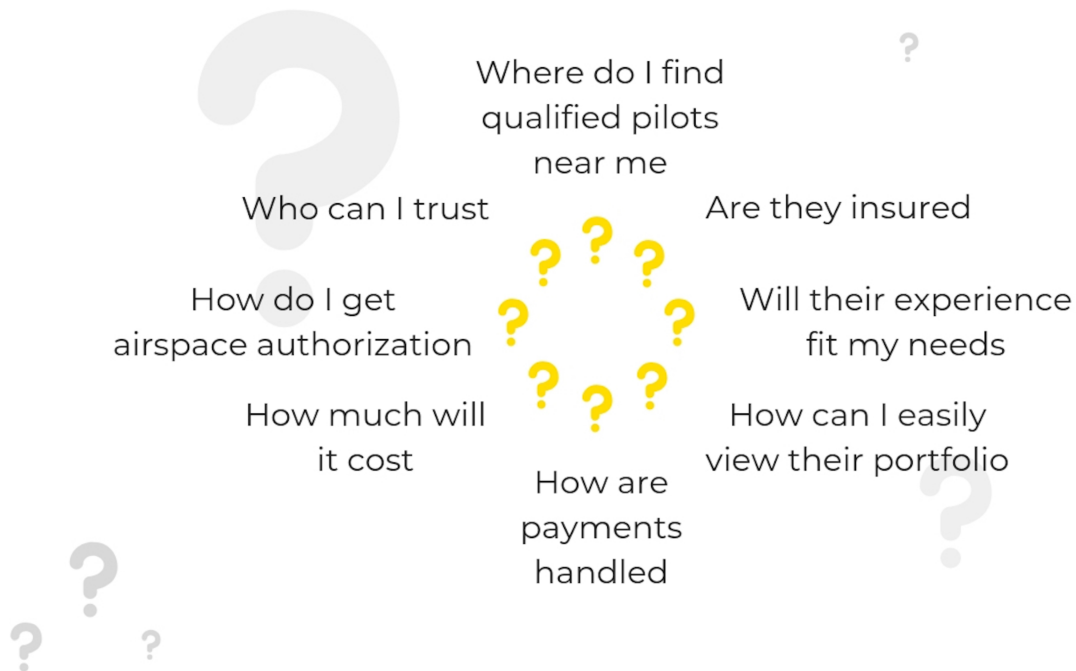 Where do I find
qualified pilots
near me
Who can I trust
Are they insured
How do I get
airspace authorization
Will their experience
fit my needs
How much will
it cost
How can I easily
view their portfolio
How are
payments
handled